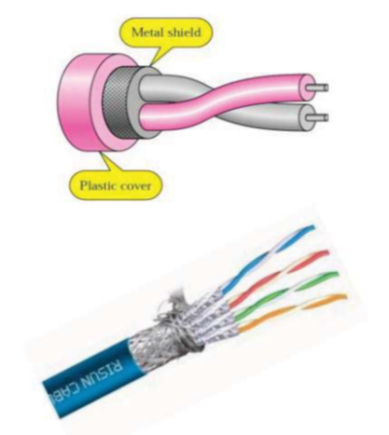 Metal shield
Plastic cover
RISUN CAB